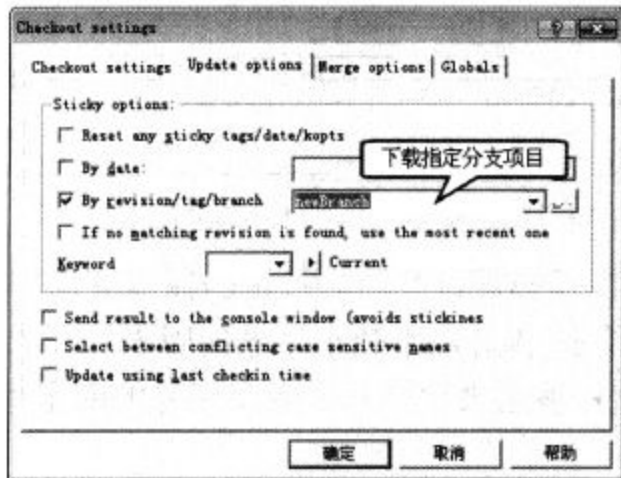 Checkout settings
Checkout settings Update options Merge options Globals
Sticky options:
Reset any sticky tags/date/kopts
By date:
下载指定分支项目
By revision/tag/branch newBranch
If no matching revision is found, use the most recent one
Keyword Current
Send result to the console window (avoids stickines
Select between conflicting case sensitive names
Update using last checkin time
确定 取消 帮助